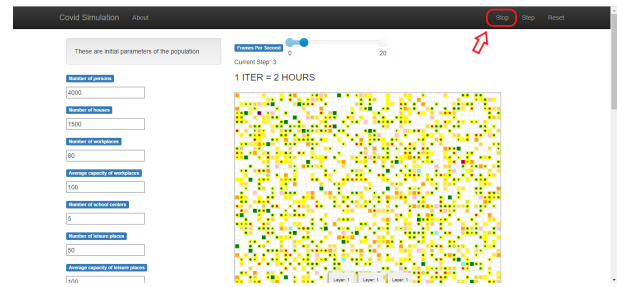 Covid Simulation About Stop Step Reset
These are initial parameters of the population
Number of persons
4000
Number of houses
1500
Number of workplaces
80
Average capacity of workplaces
100
Number of school centers
5
Number of leisure places
50
Average capacity of leisure places
100
Frames Per Second
0 20
Current Step: 3
1 ITER = 2 HOURS
Layer: 1 Layer: 1 Layer: 1